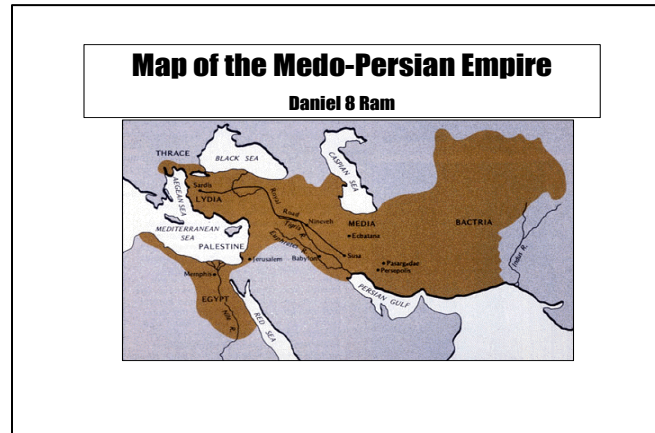 Map of the Medo-Persian Empire
Daniel 8 Ram
THRACE
BLACK SEA
CASPIAN SEA
AEGEAN SEA
Sardis
LYDIA
Royal Road
Nineveh
MEDIA
Ecbatana
BACTRIA
MEDITERRANEAN SEA
Tigris R.
Euphrates R.
PALESTINE
Jerusalem
Babylon
Susa
Pasargadae
Persepolis
Indus R.
Memphis
EGYPT
Nile R.
RED SEA
PERSIAN GULF